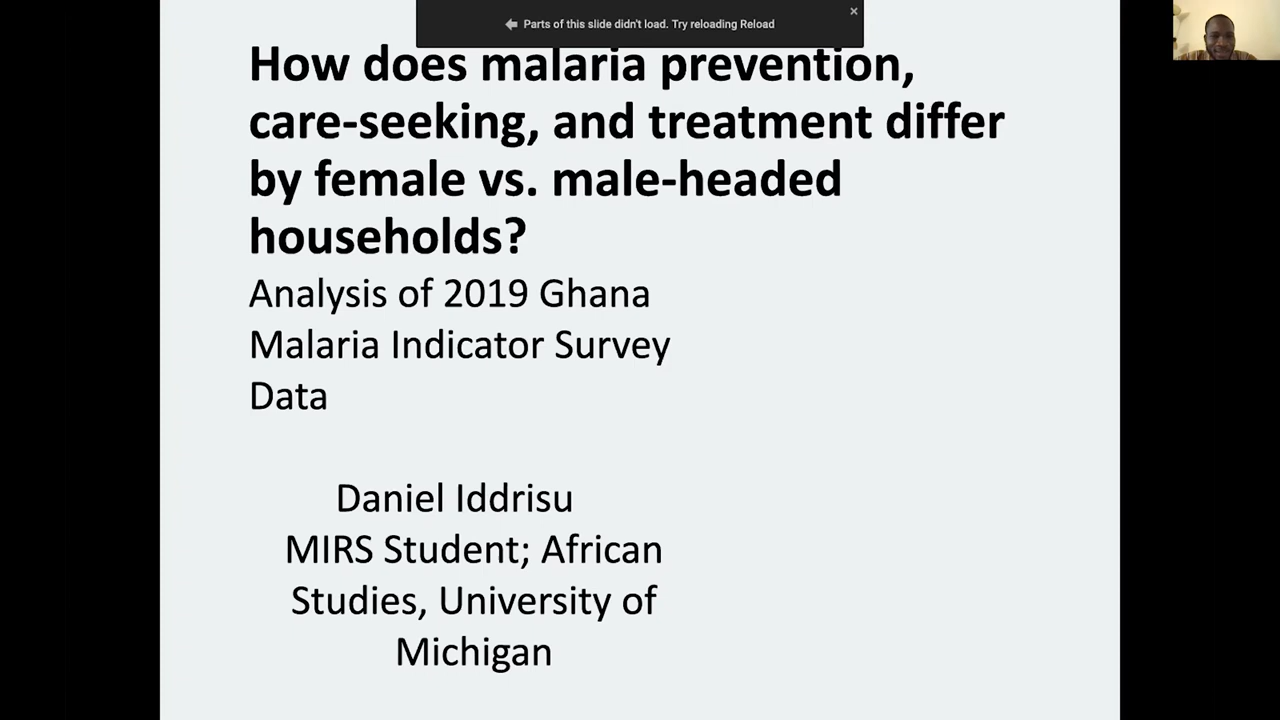 Parts of this slide didn't load. Try reloading Reload
How does malaria prevention,
care-seeking, and treatment differ
by female vs. male-headed
households?
Analysis of 2019 Ghana
Malaria Indicator Survey
Data
Daniel Iddrisu
MIRS Student; African
Studies, University of
Michigan